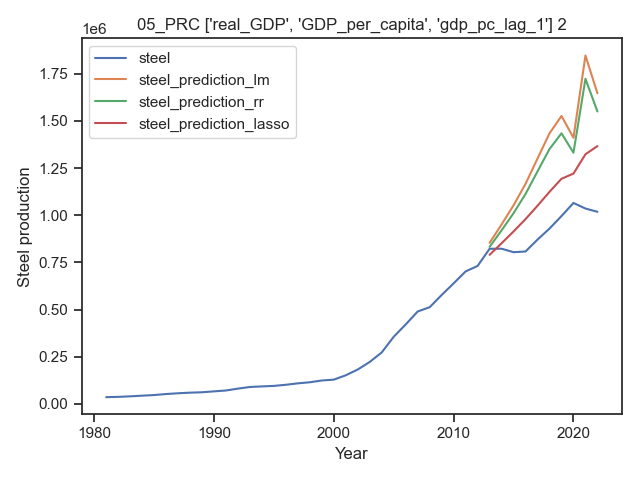 05_PRC ['real_GDP', 'GDP_per_capita', 'gdp_pc_lag_1'] 2
1e6
steel
steel_prediction_lm
steel_prediction_rr
steel_prediction_lasso
Steel production
1.75
1.50
1.25
1.00
0.75
0.50
0.25
0.00
1980 1990 2000 2010 2020
Year